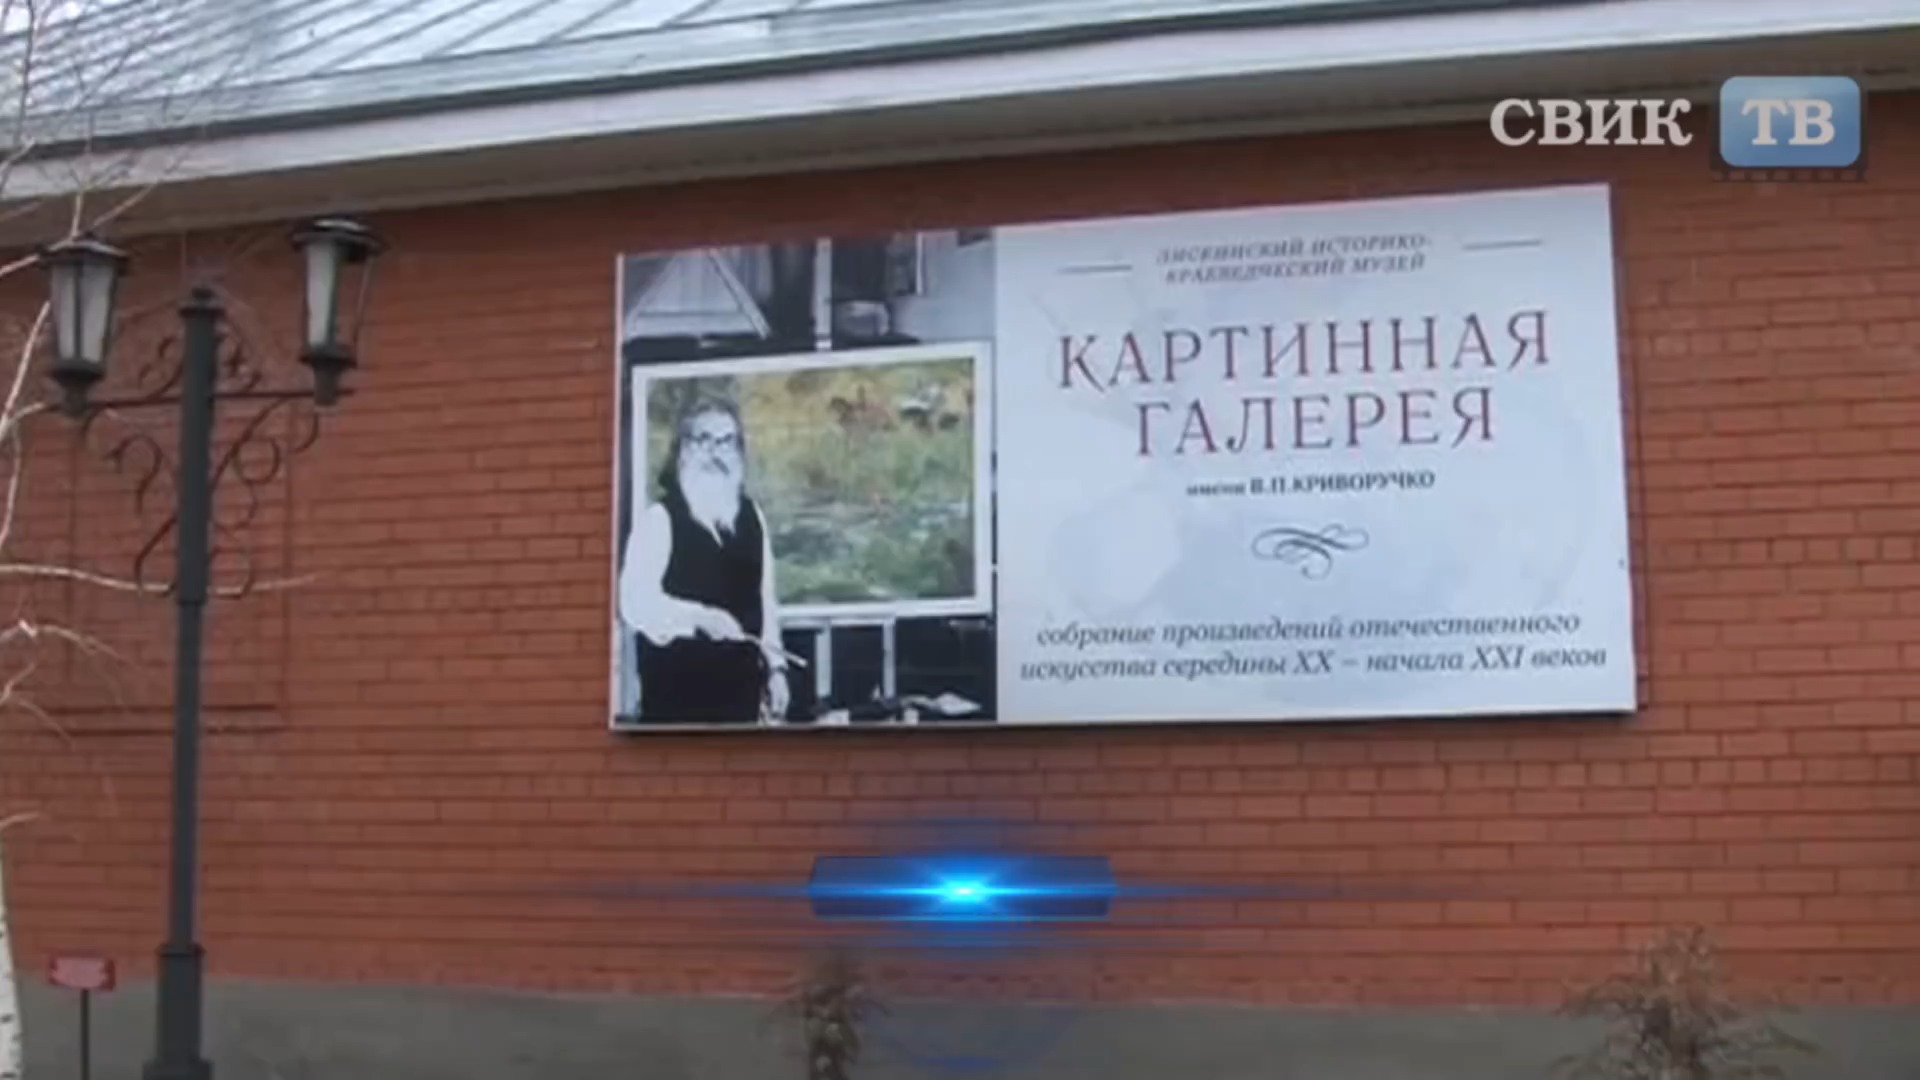 СВИК ТВ
ЛИСКИНСКИЙ ИСТОРИКО-
КРАЕВЕДЧЕСКИЙ МУЗЕЙ
КАРТИННАЯ
ГАЛЕРЕЯ
имени В.П.КРИВОРУЧКО
собрание произведений отечественного
искусства середины XX – начала XXI веков